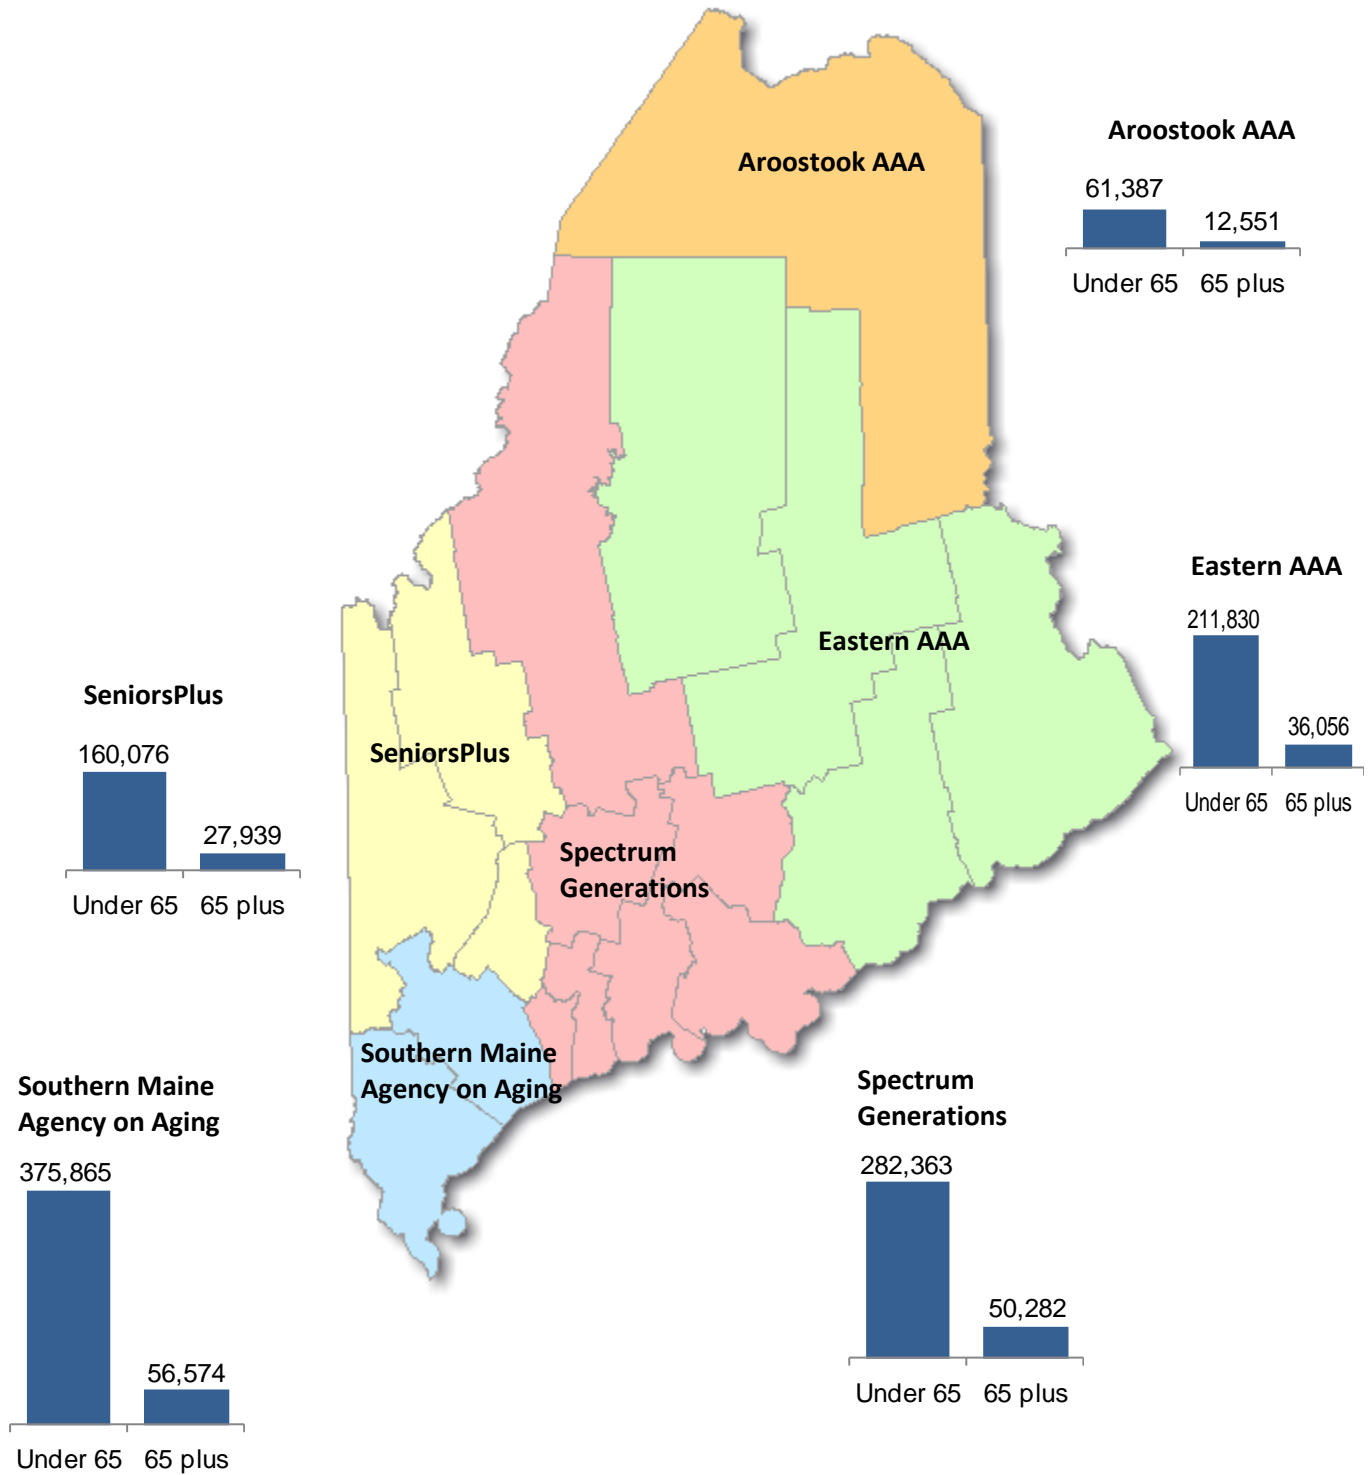 Aroostook AAA
Aroostook AAA
61,387
12,551
Under 65 65 plus
Eastern AAA
211,830
36,056
Under 65 65 plus
Eastern AAA
SeniorsPlus
160,076
27,939
Under 65 65 plus
SeniorsPlus
Spectrum
Generations
Southern Maine
Agency on Aging
Southern Maine
Agency on Aging
375,865
56,574
Under 65 65 plus
Spectrum
Generations
282,363
50,282
Under 65 65 plus